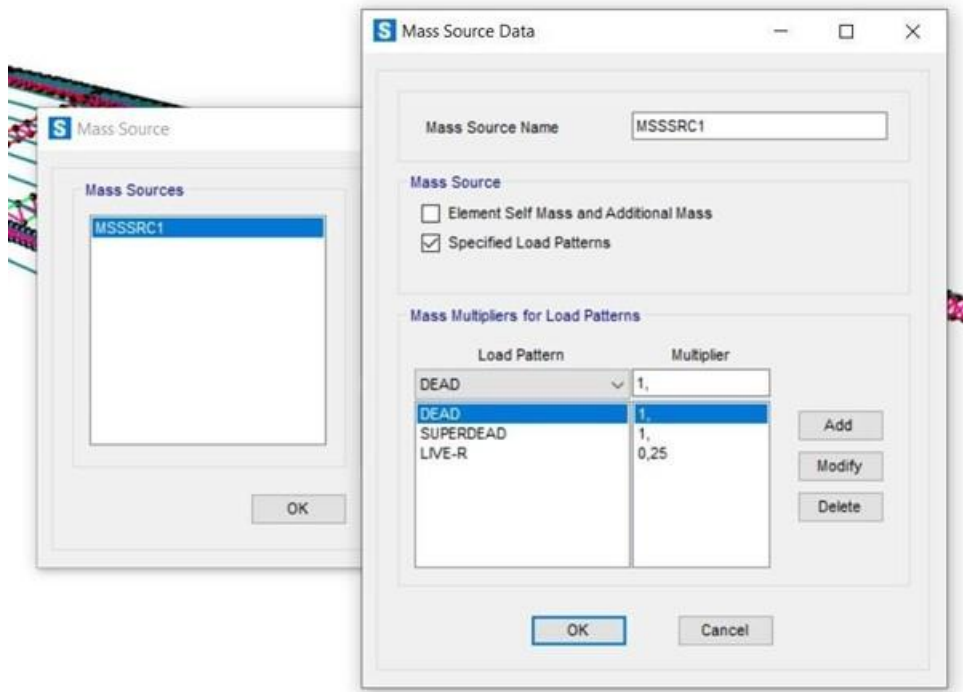 S Mass Source
Mass Sources
MSSSRC1
OK
S Mass Source Data
Mass Source Name MSSSRC1
Mass Source
Element Self Mass and Additional Mass
Specified Load Patterns
Mass Multipliers for Load Patterns
Load Pattern Multiplier
DEAD 1,
DEAD 1,
SUPERDEAD 1,
LIVE-R 0,25
Add
Modify
Delete
OK Cancel